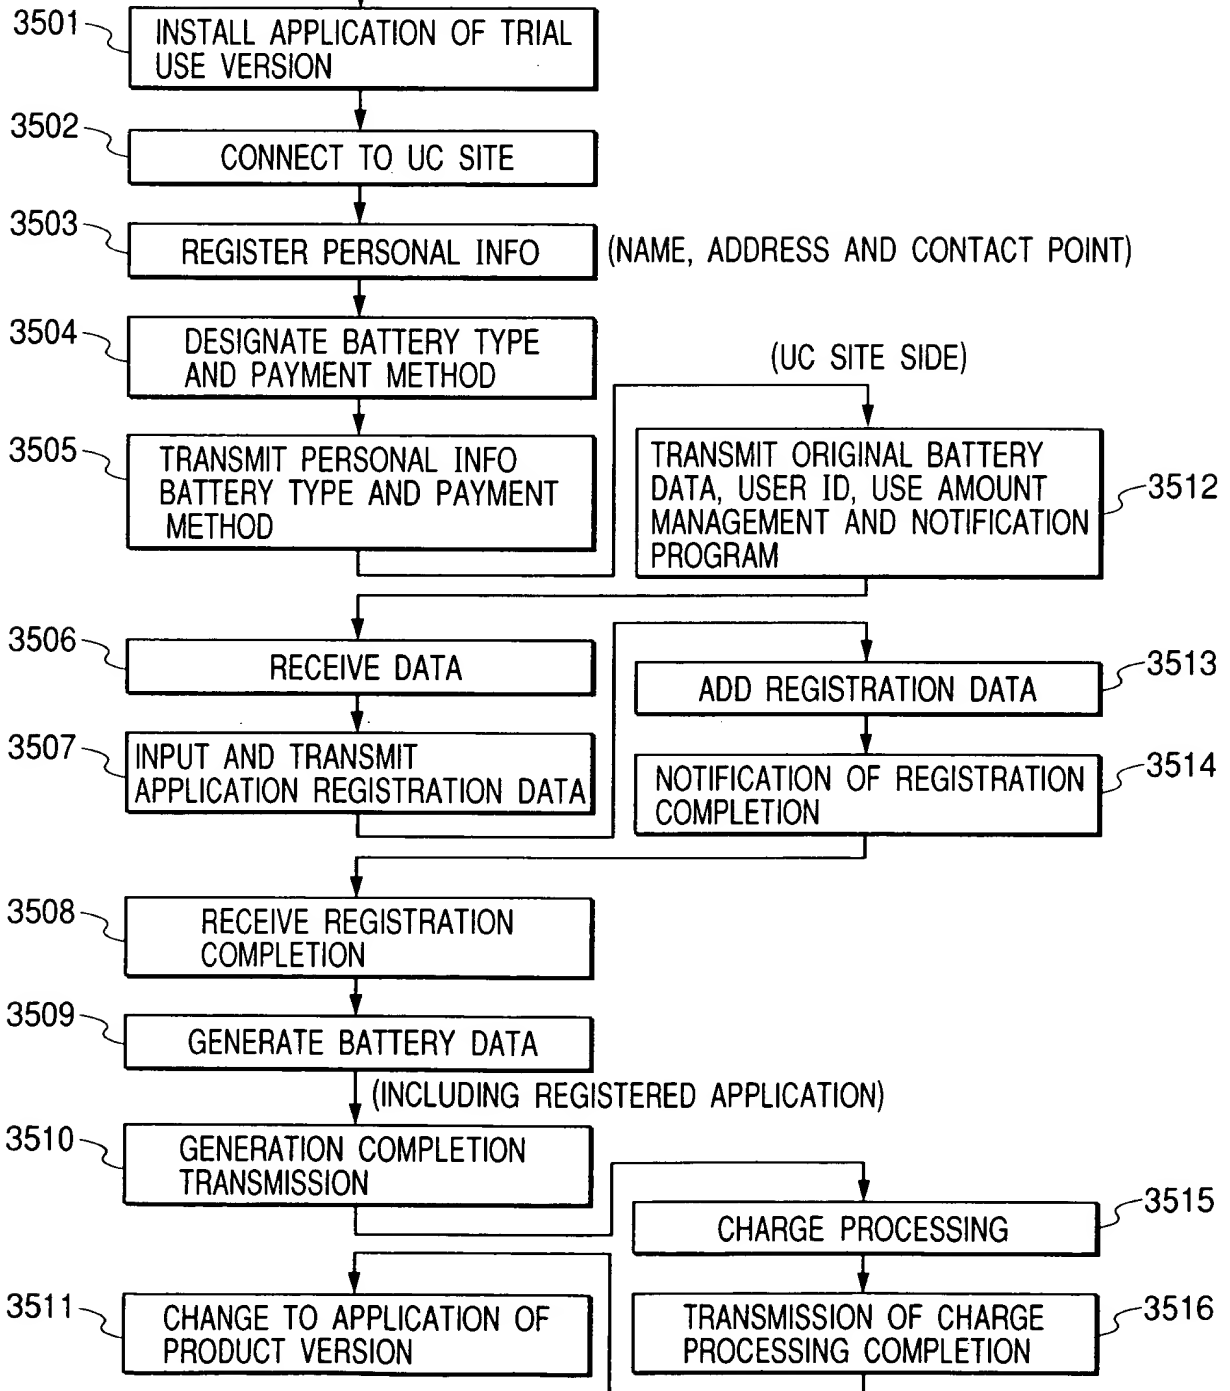 3501
INSTALL APPLICATION OF TRIAL
USE VERSION
3502
CONNECT TO UC SITE
3503
REGISTER PERSONAL INFO
(NAME, ADDRESS AND CONTACT POINT)
3504
DESIGNATE BATTERY TYPE
AND PAYMENT METHOD
(UC SITE SIDE)
3505
TRANSMIT PERSONAL INFO
BATTERY TYPE AND PAYMENT
METHOD
TRANSMIT ORIGINAL BATTERY
DATA, USER ID, USE AMOUNT
MANAGEMENT AND NOTIFICATION
PROGRAM
3512
3506
RECEIVE DATA
ADD REGISTRATION DATA
3513
3507
INPUT AND TRANSMIT
APPLICATION REGISTRATION DATA
NOTIFICATION OF REGISTRATION
COMPLETION
3514
3508
RECEIVE REGISTRATION
COMPLETION
3509
GENERATE BATTERY DATA
(INCLUDING REGISTERED APPLICATION)
3510
GENERATION COMPLETION
TRANSMISSION
CHARGE PROCESSING
3515
3511
CHANGE TO APPLICATION OF
PRODUCT VERSION
TRANSMISSION OF CHARGE
PROCESSING COMPLETION
3516